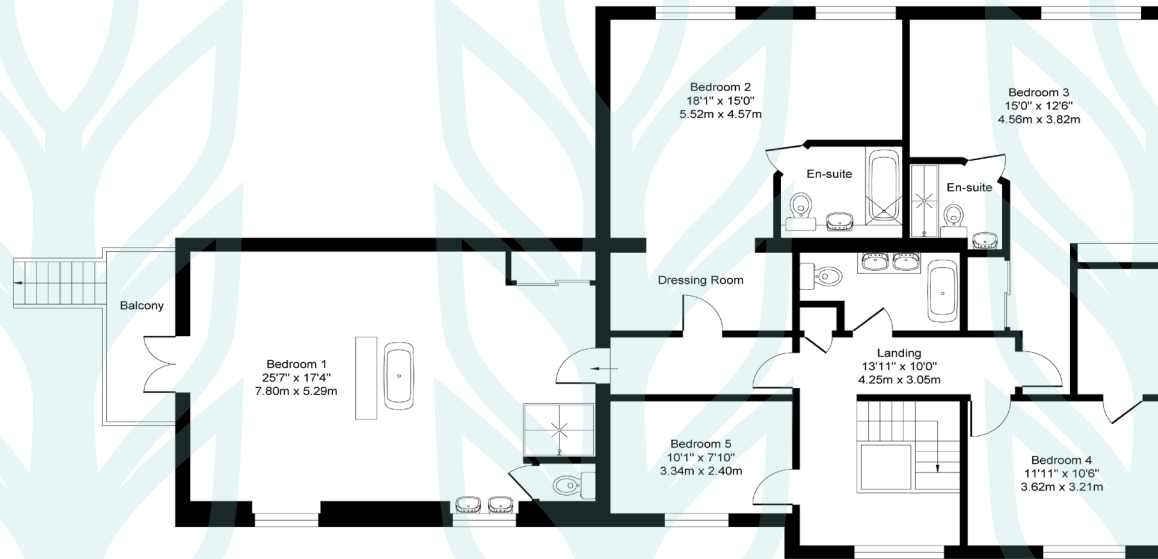 Bedroom 2
18'1" x 15'0"
5.52m x 4.57m
Bedroom 3
15'0" x 12'6"
4.56m x 3.82m
En-suite
En-suite
Dressing Room
Balcony
Bedroom 1
25'7" x 17'4"
7.80m x 5.29m
Landing
13'11" x 10'0"
4.25m x 3.05m
Bedroom 5
10'1" x 7'10"
3.34m x 2.40m
Bedroom 4
11'11" x 10'6"
3.62m x 3.21m